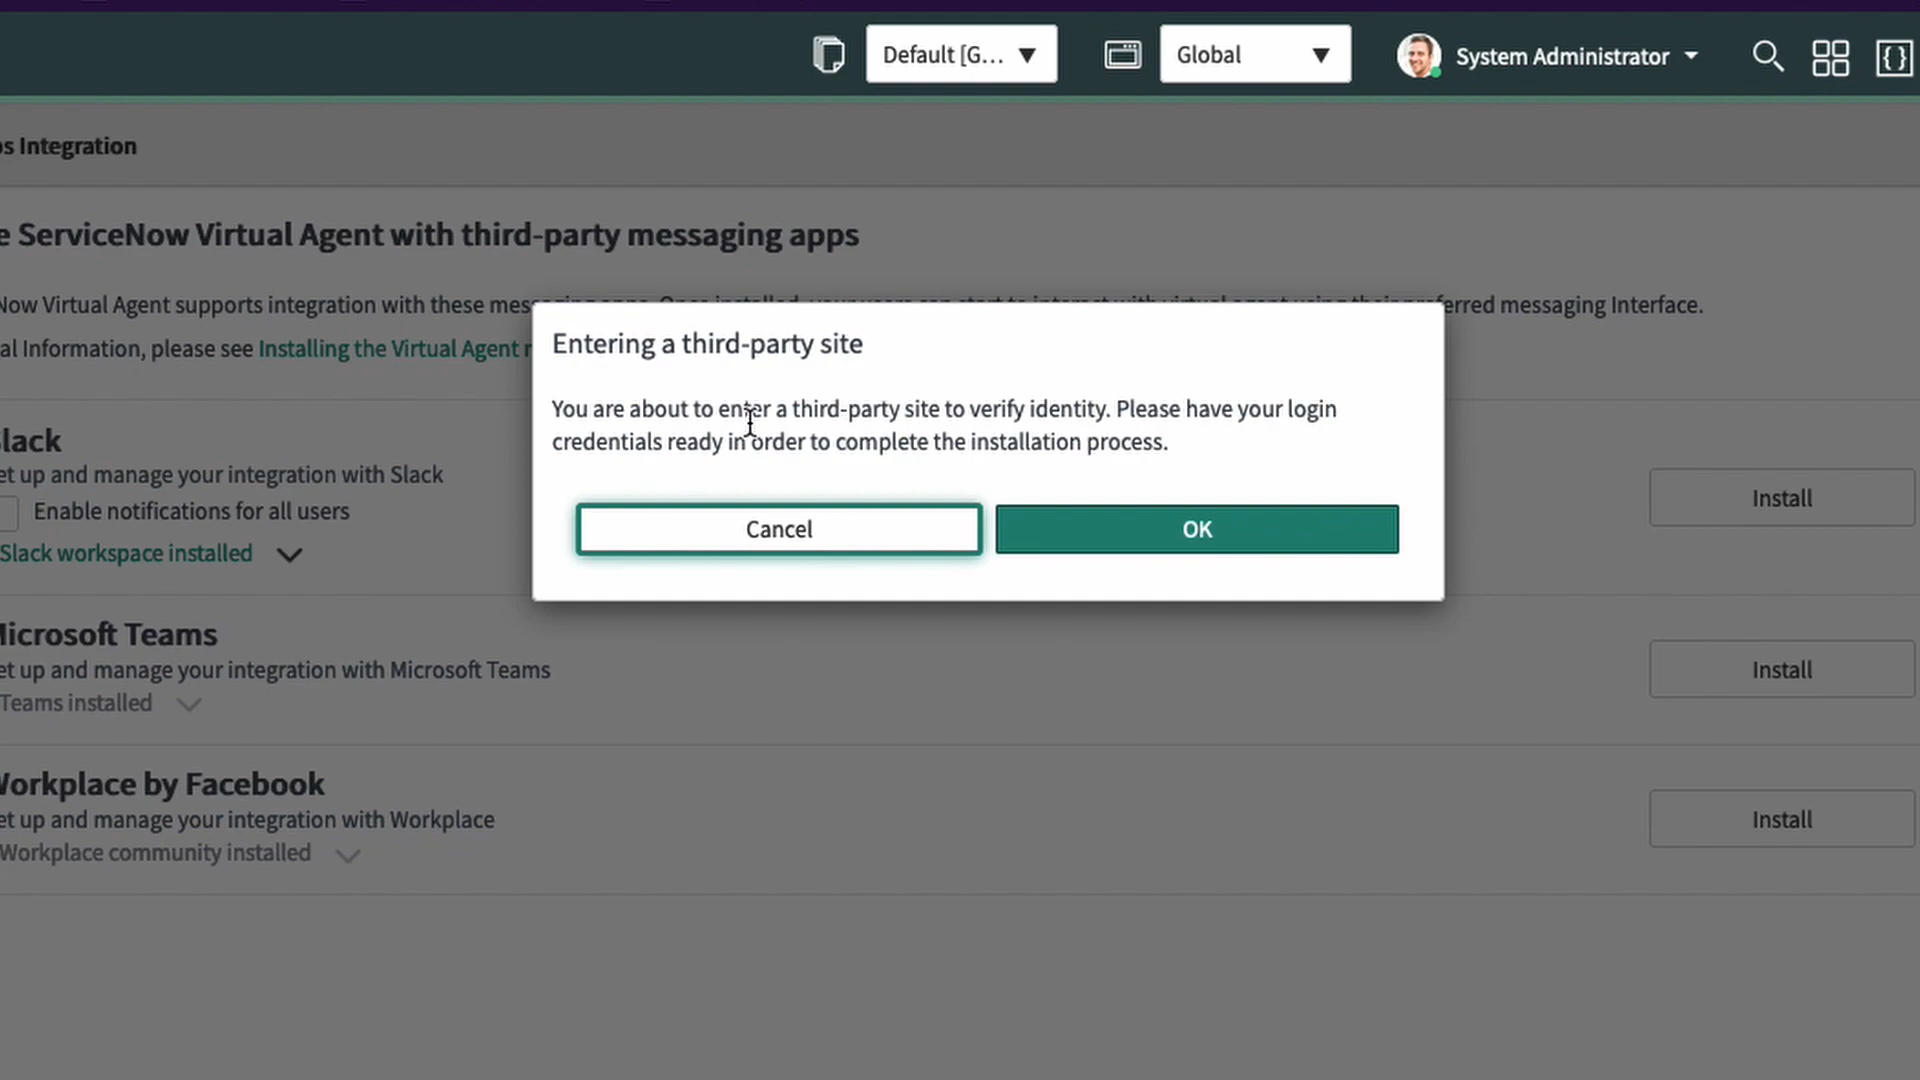 Default [G... ▼
Global ▼
System Administrator
{}
s Integration
e ServiceNow Virtual Agent with third-party messaging apps
Now Virtual Agent supports integration with these
erred messaging Interface.
al Information, please see Installing the Virtual Agent
Entering a third-party site
You are about to enter a third-party site to verify identity. Please have your login
credentials ready in order to complete the installation process.
Cancel
OK
lack
et up and manage your integration with Slack
Enable notifications for all users
Slack workspace installed
Install
icrosoft Teams
et up and manage your integration with Microsoft Teams
Teams installed
Install
orkplace by Facebook
et up and manage your integration with Workplace
Workplace community installed
Install